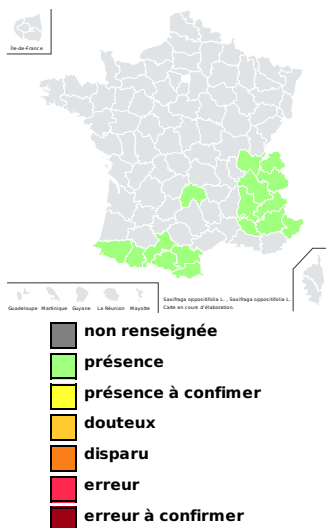 Île-de-France
Guadeloupe Martinique Guyane La Réunion Mayotte
Saxifraga oppositifolia L. , Saxifraga oppositifolia L.
Carte en cours d'élaboration.
non renseignée
présence
présence à confimer
douteux
disparu
erreur
erreur à confirmer